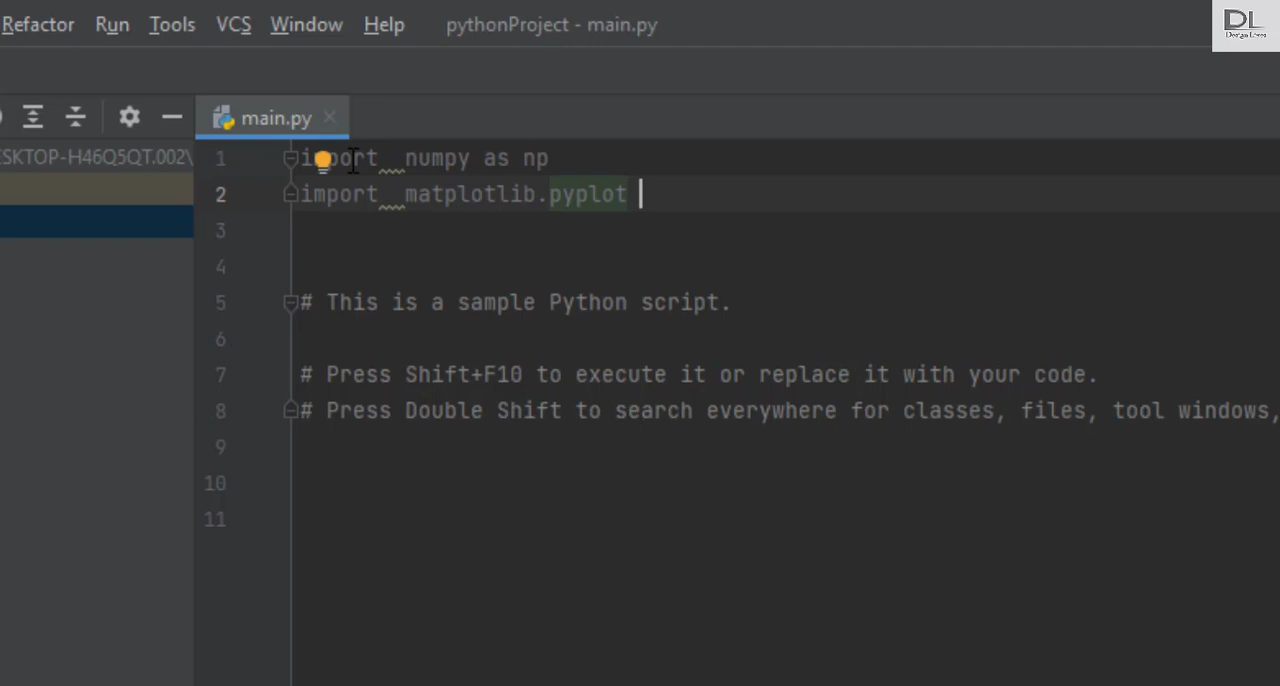 Refactor Run Tools VCS Window Help pythonProject - main.py
DL
Design Lines
main.py
SKTOP-H46Q5QT.002\
1 import  numpy as np
2 import  matplotlib.pyplot
3
4
5 # This is a sample Python script.
6
7 # Press Shift+F10 to execute it or replace it with your code.
8 # Press Double Shift to search everywhere for classes, files, tool windows,
9
10
11